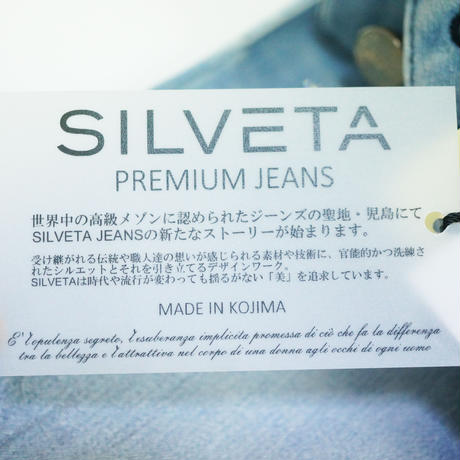 SILVETA
PREMIUM JEANS
世界中の高級メゾンに認められたジーンズの聖地・児島にて
SILVETA JEANSの新たなストーリーが始まります。
受け継がれる伝統や職人達の想いが感じられる素材や技術に、官能的かつ洗練さ
れたシルエットとそれを引き立てるデザインワーク。
SILVETAは時代や流行が変わっても揺るがない「美」を追求しています。
MADE IN KOJIMA
E' l'opulenza segreto, l'esuberanza implicita promessa di ciò che fa la differenza
tra la bellezza e l'attrattiva nel corpo di una donna agli occhi di ogni uomo